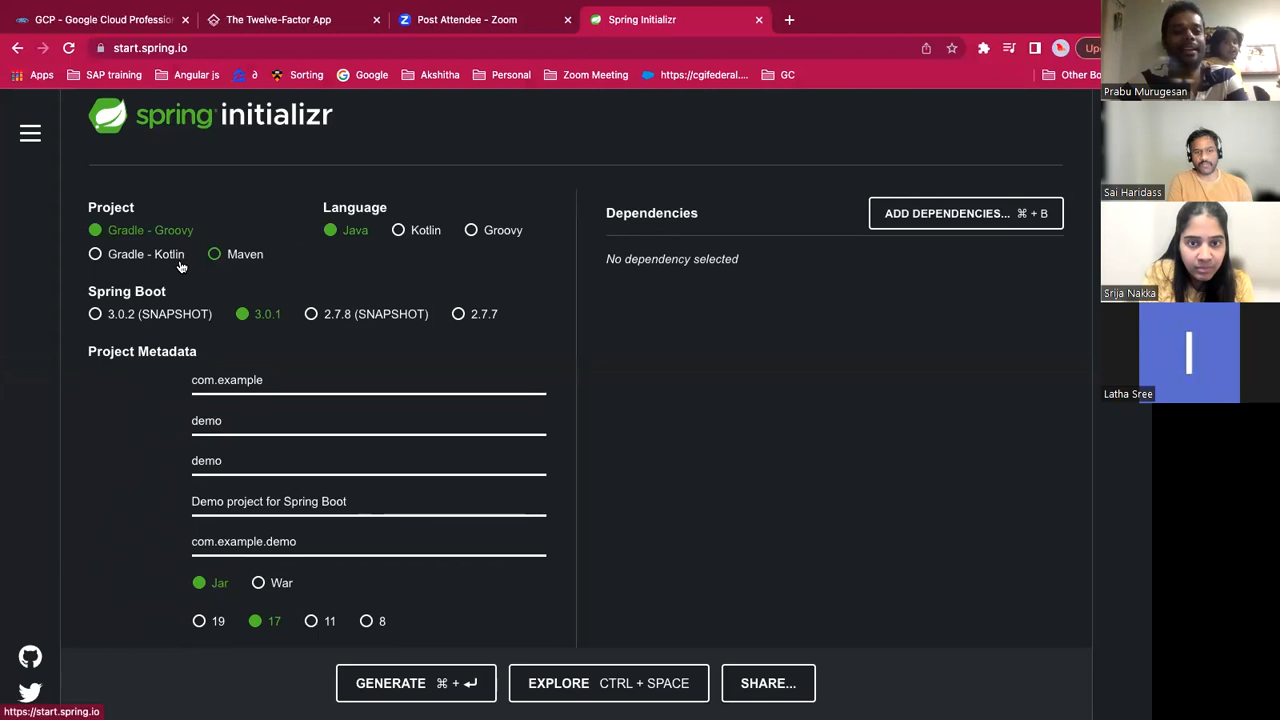 GCP - Google Cloud Profession
The Twelve-Factor App
Post Attendee - Zoom
Spring Initializr
start.spring.io
Apps
SAP training
Angular js
Sorting
Google
Akshitha
Personal
Zoom Meeting
https://cgifederal....
GC
Other Bo
spring initializr
Project
Gradle - Groovy
Gradle - Kotlin
Maven
Language
Java
Kotlin
Groovy
Spring Boot
3.0.2 (SNAPSHOT)
3.0.1
2.7.8 (SNAPSHOT)
2.7.7
Project Metadata
com.example
demo
demo
Demo project for Spring Boot
com.example.demo
Jar
War
19
17
11
8
Dependencies
ADD DEPENDENCIES... ⌘ + B
No dependency selected
GENERATE ⌘ + ↵
EXPLORE CTRL + SPACE
SHARE...
https://start.spring.io
Prabu Murugesan
Sai Haridass
Srija Nakka
Latha Sree